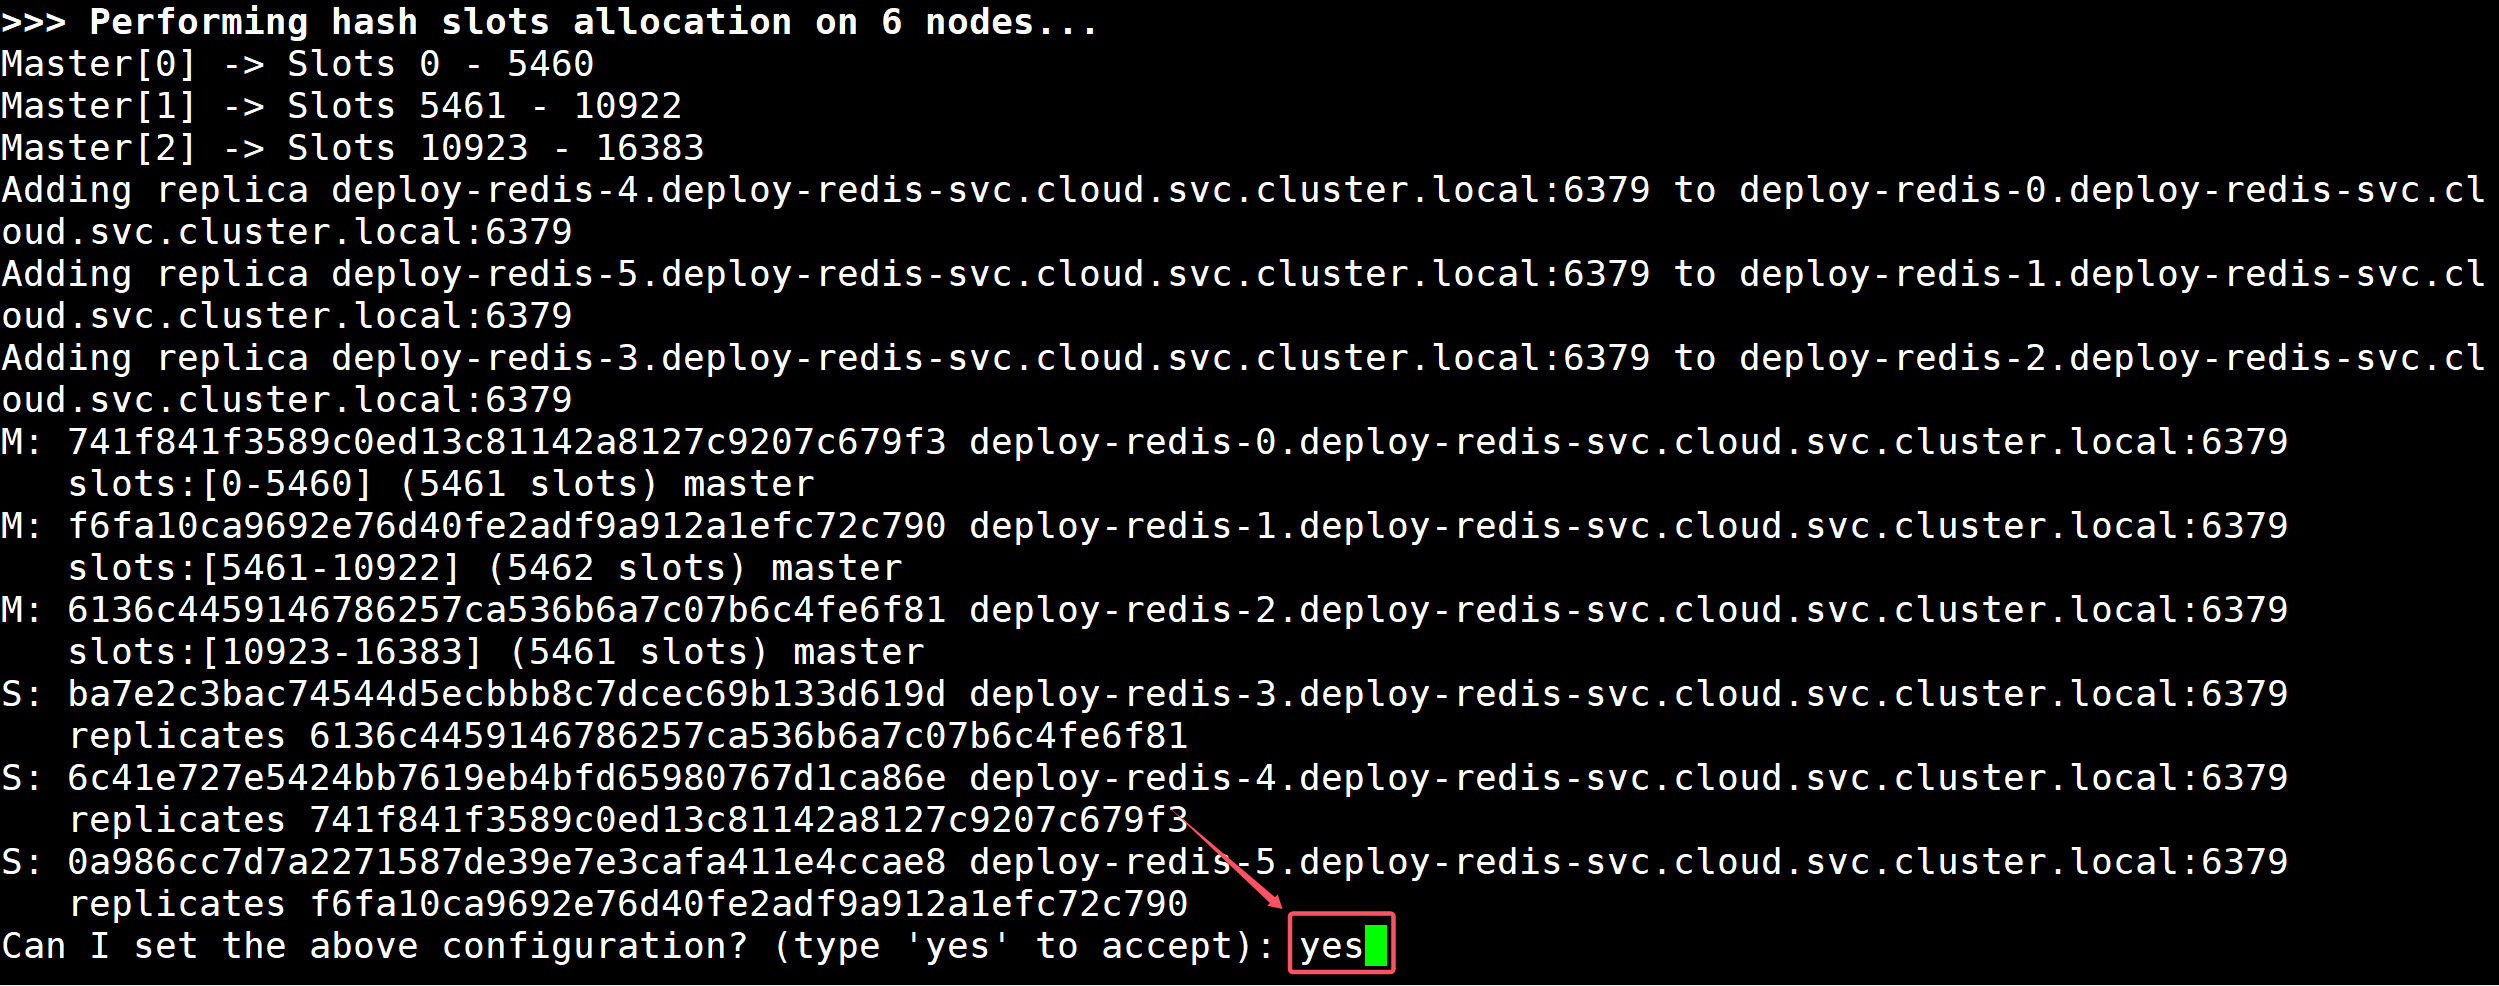 >>> Performing hash slots allocation on 6 nodes...
Master[0] -> Slots 0 - 5460
Master[1] -> Slots 5461 - 10922
Master[2] -> Slots 10923 - 16383
Adding replica deploy-redis-4.deploy-redis-svc.cloud.svc.cluster.local:6379 to deploy-redis-0.deploy-redis-svc.cl
oud.svc.cluster.local:6379
Adding replica deploy-redis-5.deploy-redis-svc.cloud.svc.cluster.local:6379 to deploy-redis-1.deploy-redis-svc.cl
oud.svc.cluster.local:6379
Adding replica deploy-redis-3.deploy-redis-svc.cloud.svc.cluster.local:6379 to deploy-redis-2.deploy-redis-svc.cl
oud.svc.cluster.local:6379
M: 741f841f3589c0ed13c81142a8127c9207c679f3 deploy-redis-0.deploy-redis-svc.cloud.svc.cluster.local:6379
   slots:[0-5460] (5461 slots) master
M: f6fa10ca9692e76d40fe2adf9a912a1efc72c790 deploy-redis-1.deploy-redis-svc.cloud.svc.cluster.local:6379
   slots:[5461-10922] (5462 slots) master
M: 6136c4459146786257ca536b6a7c07b6c4fe6f81 deploy-redis-2.deploy-redis-svc.cloud.svc.cluster.local:6379
   slots:[10923-16383] (5461 slots) master
S: ba7e2c3bac74544d5ecbbb8c7dcec69b133d619d deploy-redis-3.deploy-redis-svc.cloud.svc.cluster.local:6379
   replicates 6136c4459146786257ca536b6a7c07b6c4fe6f81
S: 6c41e727e5424bb7619eb4bfd65980767d1ca86e deploy-redis-4.deploy-redis-svc.cloud.svc.cluster.local:6379
   replicates 741f841f3589c0ed13c81142a8127c9207c679f3
S: 0a986cc7d7a2271587de39e7e3cafa411e4ccae8 deploy-redis-5.deploy-redis-svc.cloud.svc.cluster.local:6379
   replicates f6fa10ca9692e76d40fe2adf9a912a1efc72c790
Can I set the above configuration? (type 'yes' to accept): yes